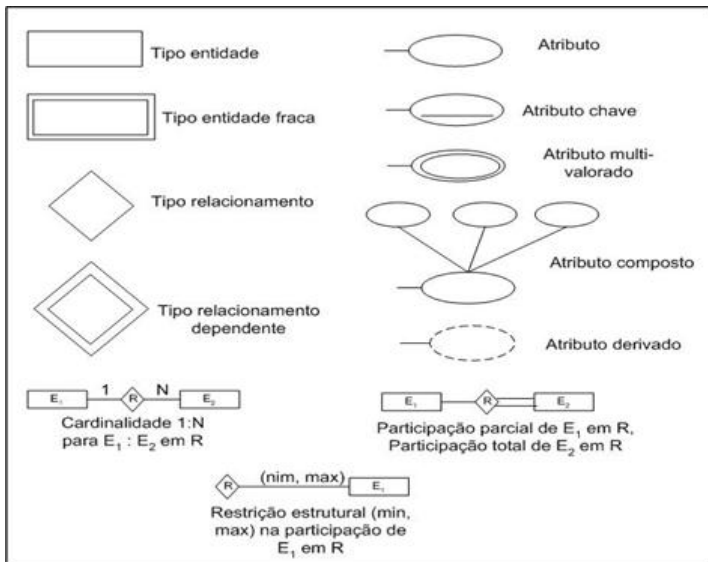 Tipo entidade
Atributo
Tipo entidade fraca
Atributo chave
Atributo multi-
valorado
Tipo relacionamento
Atributo composto
Tipo relacionamento
dependente
Atributo derivado
E₁ 1 R N E₂
Cardinalidade 1:N
para E₁ : E₂ em R
E₁ R E₂
Participação parcial de E₁ em R,
Participação total de E₂ em R
R (nim, max) E₁
Restrição estrutural (min,
max) na participação de
E₁ em R